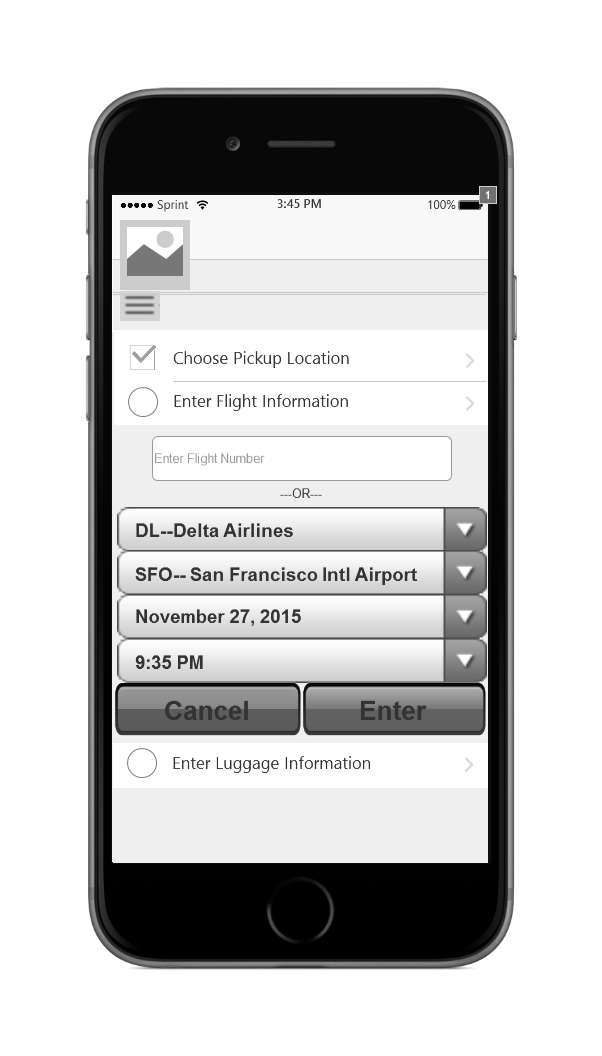 Sprint 3:45 PM 100% 1
Choose Pickup Location
Enter Flight Information
Enter Flight Number
---OR---
DL--Delta Airlines
SFO-- San Francisco Intl Airport
November 27, 2015
9:35 PM
Cancel Enter
Enter Luggage Information